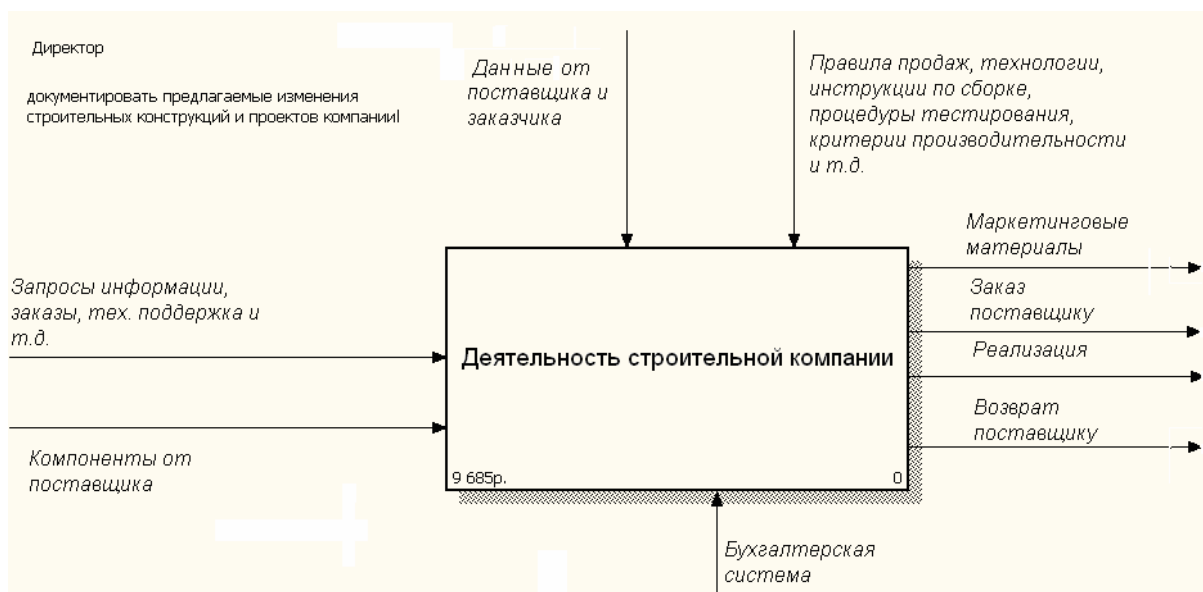 Директор
документировать предлагаемые изменения
строительных конструкций и проектов компании!
Данные от
поставщика и
заказчика
Правила продаж, технологии,
инструкции по сборке,
процедуры тестирования,
критерии производительности
и т.д.
Запросы информации,
заказы, тех. поддержка и
т.д.
Компоненты от
поставщика
Деятельность строительной компании
9 685р.
0
Маркетинговые
материалы
Заказ
поставщику
Реализация
Возврат
поставщику
Бухгалтерская
система